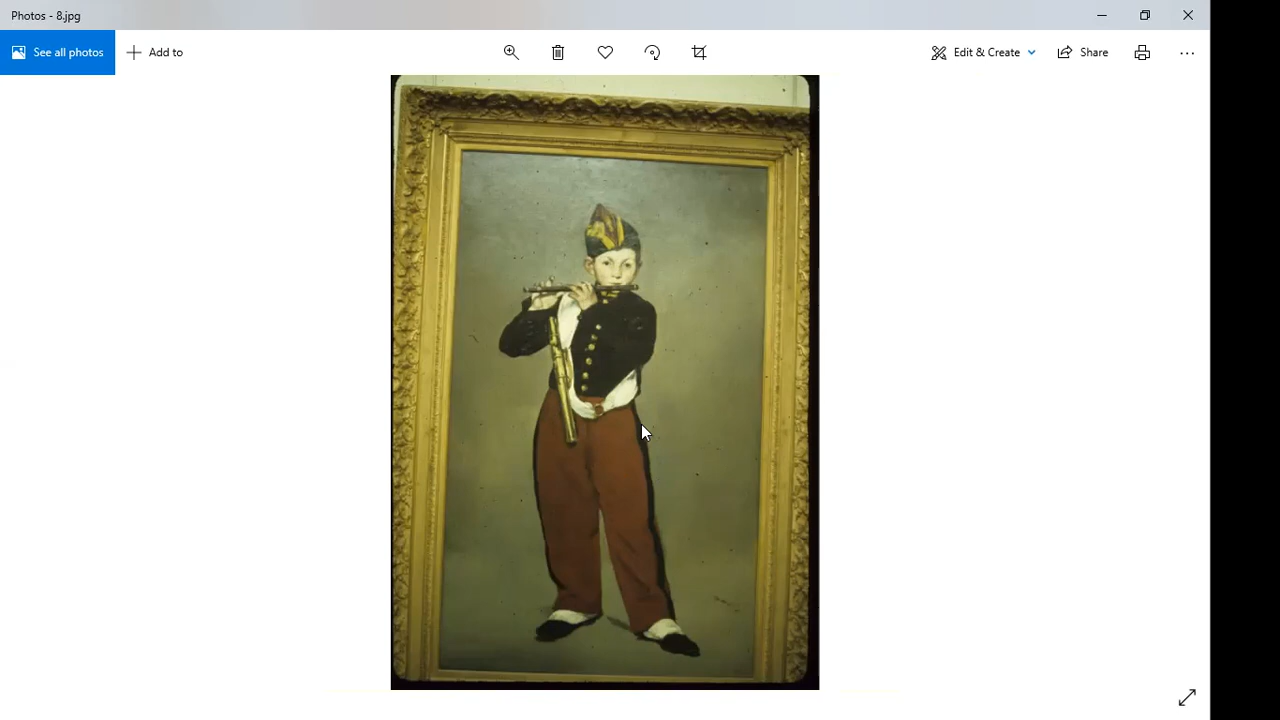 Photos - 8.jpg
See all photos
Add to
Edit & Create
Share